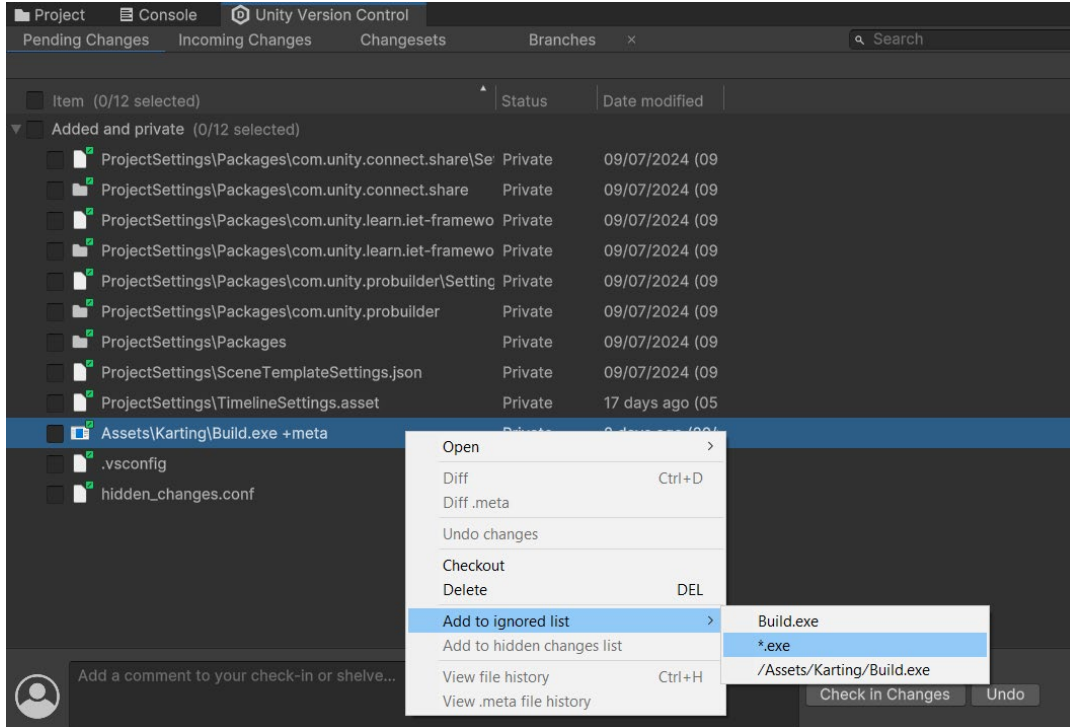 Project Console Unity Version Control
Pending Changes Incoming Changes Changesets Branches × Search
Item (0/12 selected) Status Date modified
Added and private (0/12 selected)
ProjectSettings\Packages\com.unity.connect.share\Se Private 09/07/2024 (09
ProjectSettings\Packages\com.unity.connect.share Private 09/07/2024 (09
ProjectSettings\Packages\com.unity.learn.iet-framewo Private 09/07/2024 (09
ProjectSettings\Packages\com.unity.learn.iet-framewo Private 09/07/2024 (09
ProjectSettings\Packages\com.unity.probuilder\Setting Private 09/07/2024 (09
ProjectSettings\Packages\com.unity.probuilder Private 09/07/2024 (09
ProjectSettings\Packages Private 09/07/2024 (09
ProjectSettings\SceneTemplateSettings.json Private 09/07/2024 (09
ProjectSettings\TimelineSettings.asset Private 17 days ago (05
Assets\Karting\Build.exe +meta Private days ago
.vsconfig
hidden_changes.conf
Open >
Diff Ctrl+D
Diff .meta
Undo changes
Checkout
Delete DEL
Add to ignored list >
Add to hidden changes list
View file history Ctrl+H
View .meta file history
Build.exe
*.exe
/Assets/Karting/Build.exe
Add a comment to your check-in or shelve...
Check in Changes Undo